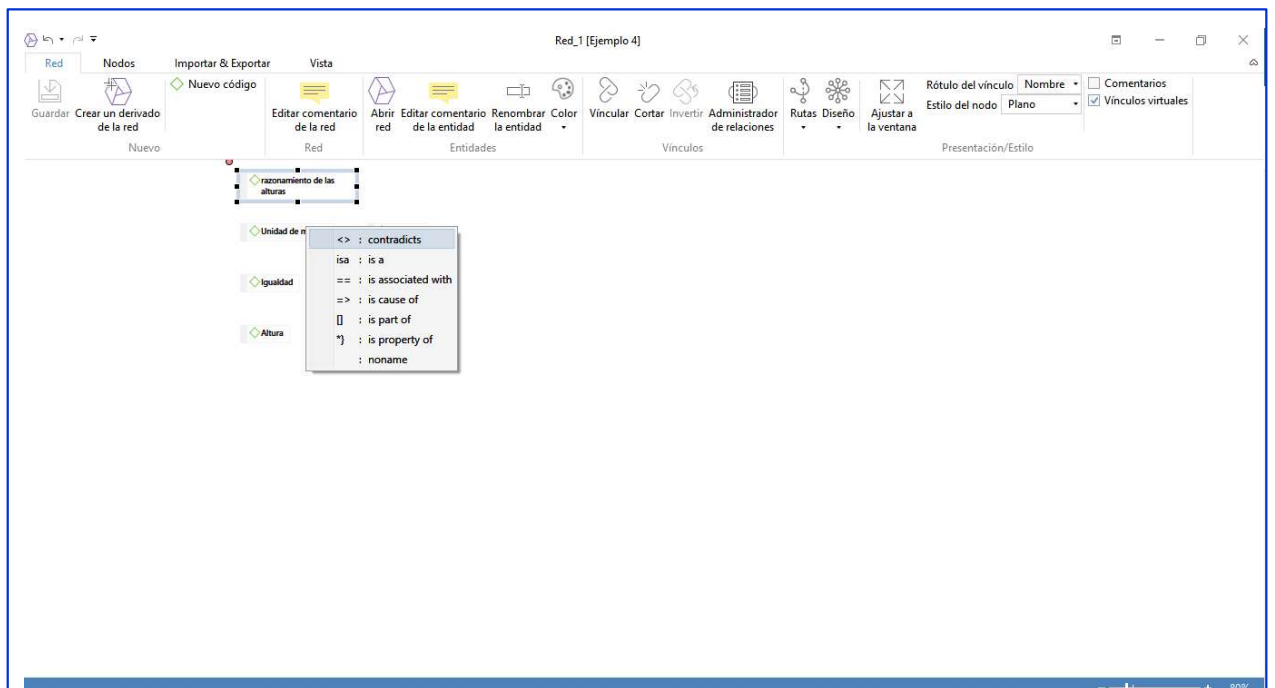 Red_1 [Ejemplo 4]
Red Nodos Importar & Exportar Vista
Guardar
Crear un derivado
de la red
Nuevo código
Nuevo
Editar comentario
de la red
Red
Abrir
red
Editar comentario
de la entidad
Renombrar
la entidad
Color
Entidades
Víncular
Cortar
Invertir
Administrador
de relaciones
Vínculos
Rutas
Diseño
Ajustar a
la ventana
Rótulo del vínculo Nombre
Estilo del nodo Plano
Comentarios
Vínculos virtuales
Presentación/Estilo
razonamiento de las
alturas
Unidad de
Igualdad
Altura
<> : contradicts
isa : is a
== : is associated with
=> : is cause of
[] : is part of
*} : is property of
: noname
80%